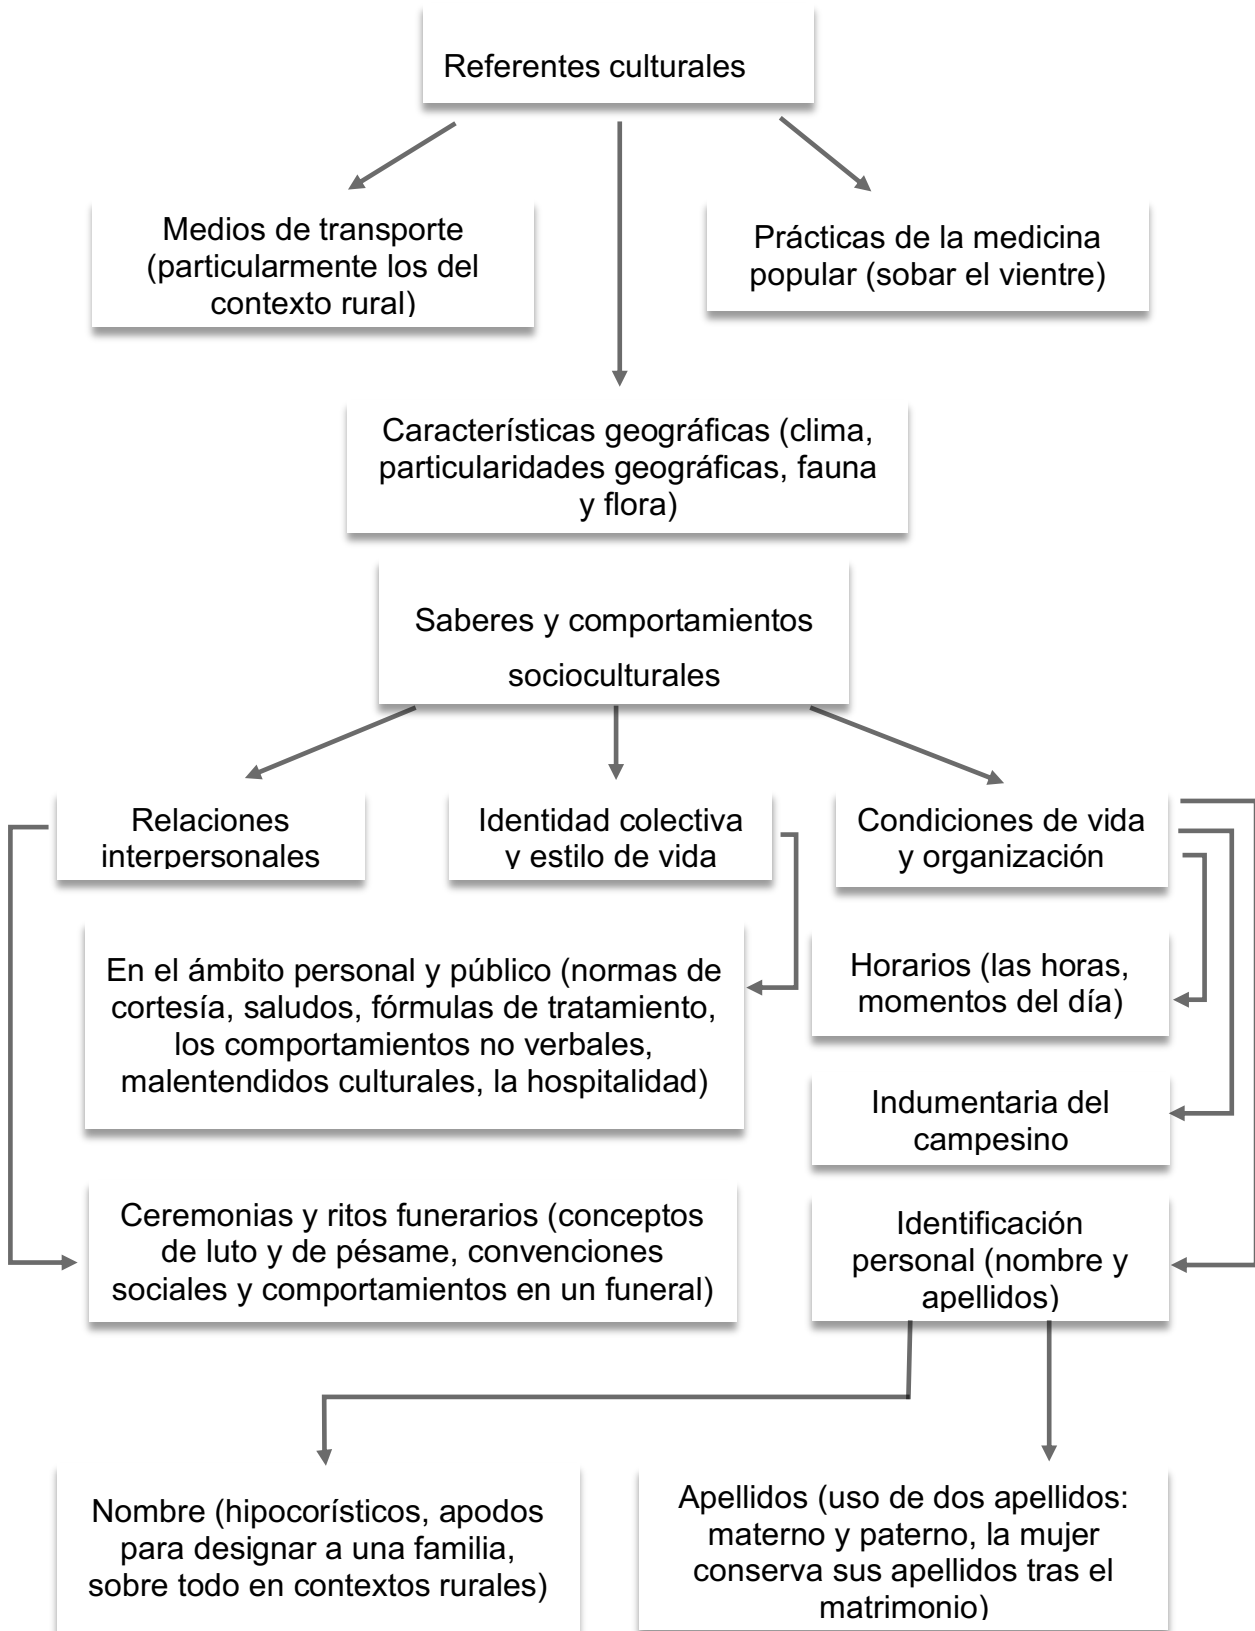 Referentes culturales
Medios de transporte
(particularmente los del
contexto rural)
Prácticas de la medicina
popular (sobar el vientre)
Características geográficas (clima,
particularidades geográficas, fauna
y flora)
Saberes y comportamientos
socioculturales
Relaciones
interpersonales
Identidad colectiva
y estilo de vida
Condiciones de vida
y organización
En el ámbito personal y público (normas de
cortesía, saludos, fórmulas de tratamiento,
los comportamientos no verbales,
malentendidos culturales, la hospitalidad)
Horarios (las horas,
momentos del día)
Indumentaria del
campesino
Ceremonias y ritos funerarios (conceptos
de luto y de pésame, convenciones
sociales y comportamientos en un funeral)
Identificación
personal (nombre y
apellidos)
Nombre (hipocorísticos, apodos
para designar a una familia,
sobre todo en contextos rurales)
Apellidos (uso de dos apellidos:
materno y paterno, la mujer
conserva sus apellidos tras el
matrimonio)